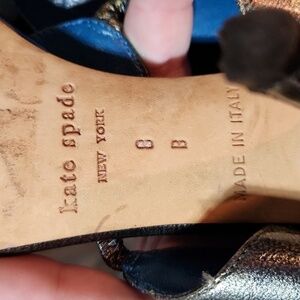 kate spade
NEW YORK
8 B
MADE IN ITALY